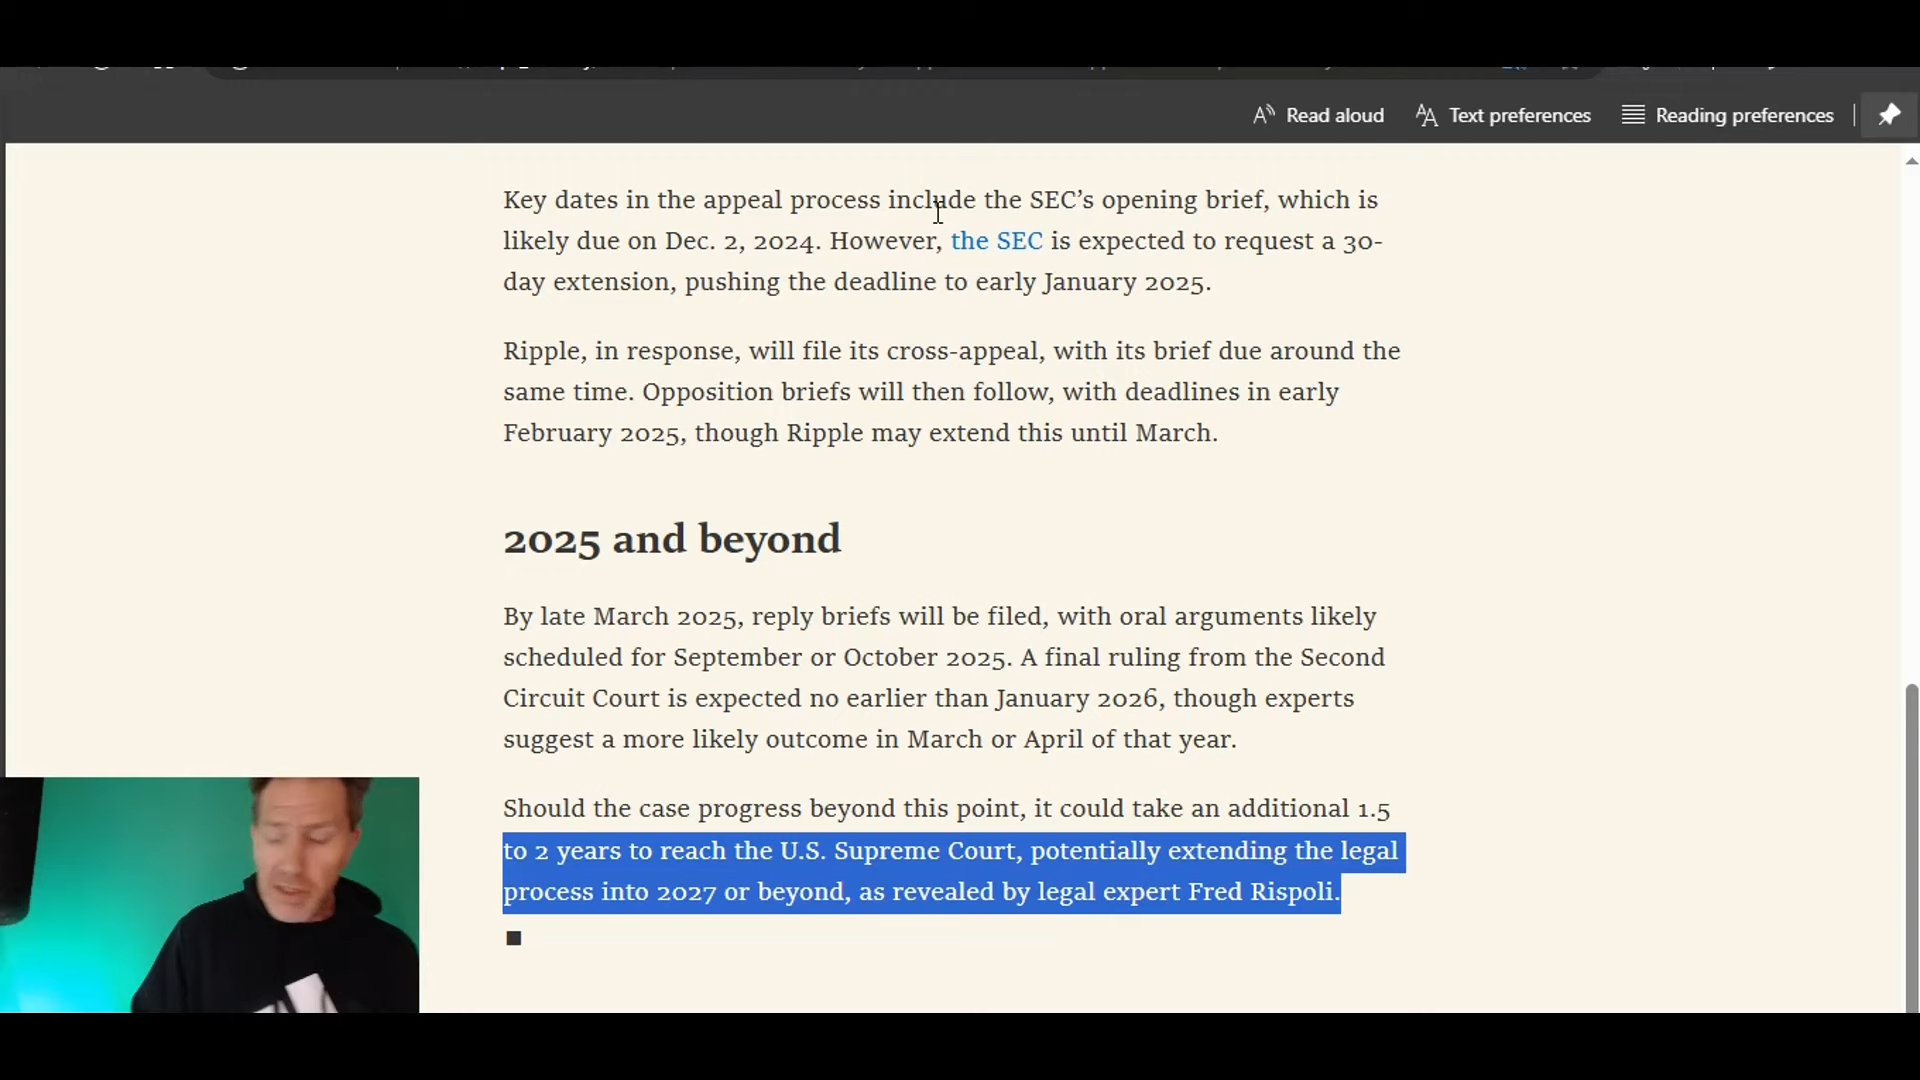 Read aloud
Text preferences
Reading preferences
Key dates in the appeal process include the SEC’s opening brief, which is
likely due on Dec. 2, 2024. However, the SEC is expected to request a 30-
day extension, pushing the deadline to early January 2025.
Ripple, in response, will file its cross-appeal, with its brief due around the
same time. Opposition briefs will then follow, with deadlines in early
February 2025, though Ripple may extend this until March.
2025 and beyond
By late March 2025, reply briefs will be filed, with oral arguments likely
scheduled for September or October 2025. A final ruling from the Second
Circuit Court is expected no earlier than January 2026, though experts
suggest a more likely outcome in March or April of that year.
Should the case progress beyond this point, it could take an additional 1.5
to 2 years to reach the U.S. Supreme Court, potentially extending the legal
process into 2027 or beyond, as revealed by legal expert Fred Rispoli.